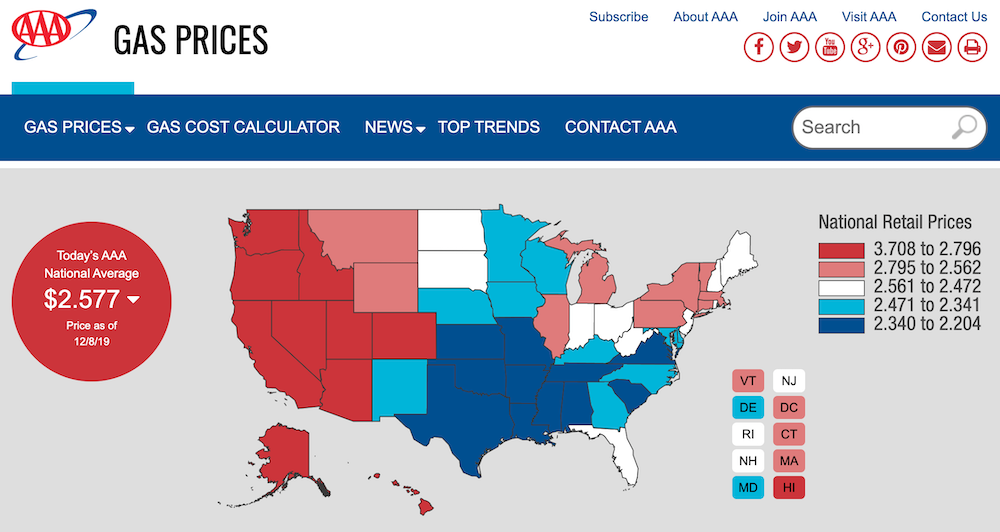 AAA
GAS PRICES
Subscribe About AAA Join AAA Visit AAA Contact Us
f You Tube g+
GAS PRICES GAS COST CALCULATOR NEWS TOP TRENDS CONTACT AAA
Search
Today's AAA
National Average
$2.577
Price as of
12/8/19
National Retail Prices
3.708 to 2.796
2.795 to 2.562
2.561 to 2.472
2.471 to 2.341
2.340 to 2.204
VT NJ
DE DC
RI CT
NH MA
MD HI